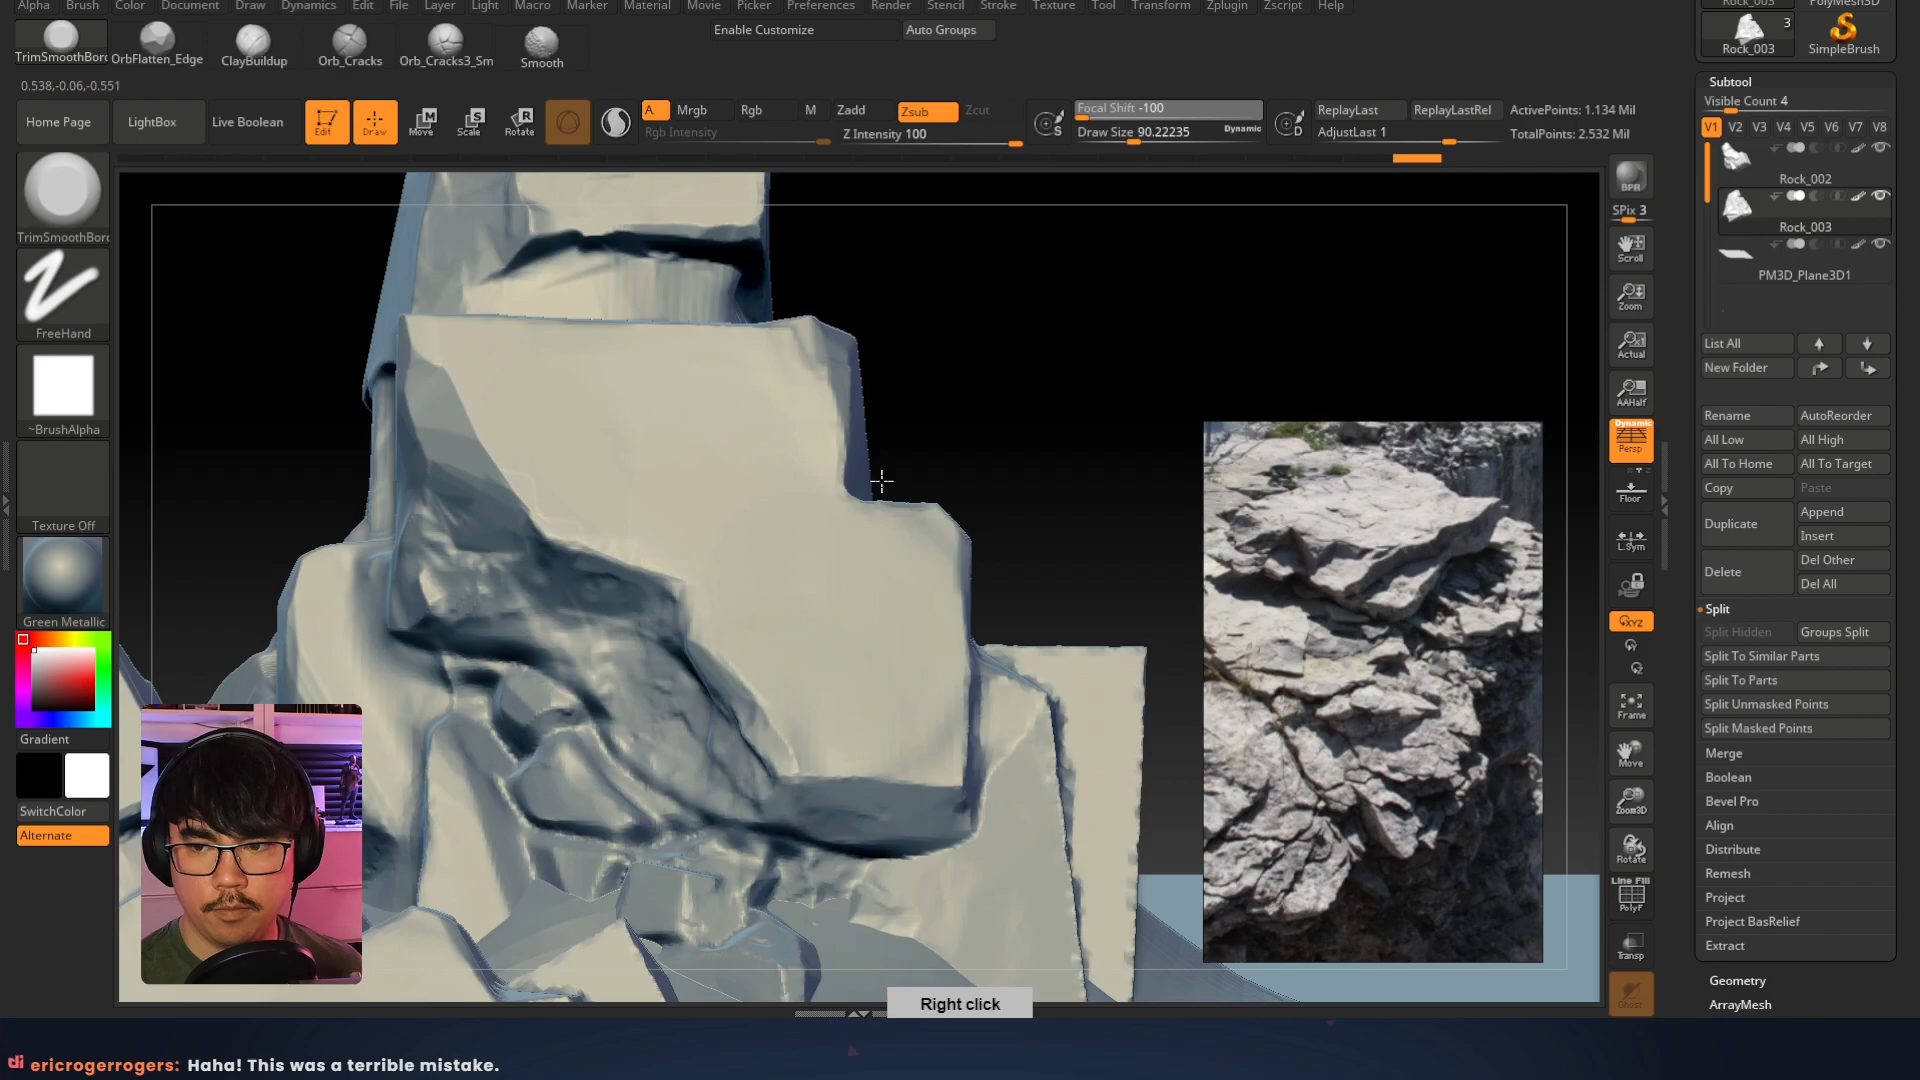 Alpha Brush Color Document Draw Dynamics Edit File Layer Light Macro Marker Material Movie Picker Preferences Render Stencil Stroke Texture Tool Transform Zplugin Zscript Help
Rock_003 PolyMesh3D
Enable Customize Auto Groups
TrimSmoothBord OrbFlatten_Edge ClayBuildup Orb_Cracks Orb_Cracks3_Sm Smooth
3
Rock_003 SimpleBrush
0.538,-0.06,-0.551
Home Page LightBox Live Boolean Edit Draw Move Scale Rotate
A Mrgb Rgb M Zadd Zsub Zcut
Rgb Intensity Z Intensity 100
Focal Shift -100
Draw Size 90.22235 Dynamic
ReplayLast ReplayLastRel ActivePoints: 1.134 Mil
AdjustLast 1 TotalPoints: 2.532 Mil
TrimSmoothBord
FreeHand
~BrushAlpha
Texture Off
Green Metallic
Gradient
SwitchColor
Alternate
BPR
SPix 3
Scroll
Zoom
Actual
AAHalf
Dynamic
Persp
Floor
L.Sym
XYZ
Frame
Move
Zoom3D
Rotate
Line Fill
PolyF
Transp
Ghost
Subtool
Visible Count 4
V1 V2 V3 V4 V5 V6 V7 V8
Rock_002
Rock_003
PM3D_Plane3D1
List All
New Folder
Rename AutoReorder
All Low All High
All To Home All To Target
Copy Paste
Duplicate Append
Insert
Delete Del Other
Del All
Split
Split Hidden Groups Split
Split To Similar Parts
Split To Parts
Split Unmasked Points
Split Masked Points
Merge
Boolean
Bevel Pro
Align
Distribute
Remesh
Project
Project BasRelief
Extract
Geometry
ArrayMesh
Right click
ericrogerrogers: Haha! This was a terrible mistake.